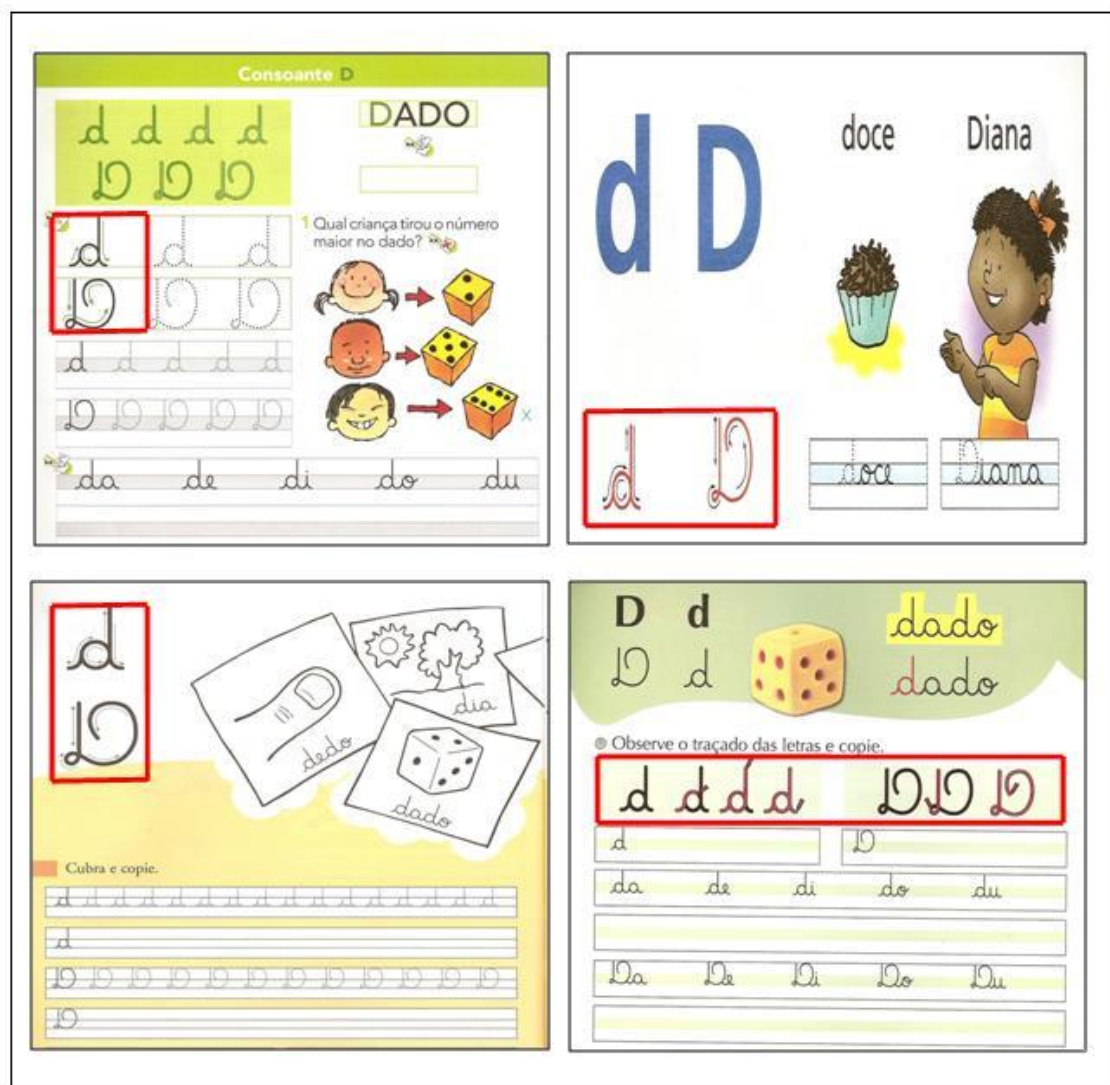 Consoante D
d d d d
D D D
DADO
d d d
D D D
1 Qual criança tirou o número
maior no dado?
d d d d d
D D D D D
X
da de di do du
d D
doce Diana
d D
doce Diana
d
D
dedo
dia
dado
Cubra e copie.
d d d d d d d d d d d d d d
d
D D D D D D D D D D D D
D
D d
D d
dado
dado
Observe o traçado das letras e copie.
d d d d D D D
d D
da de di do du
Da De Di Do Du